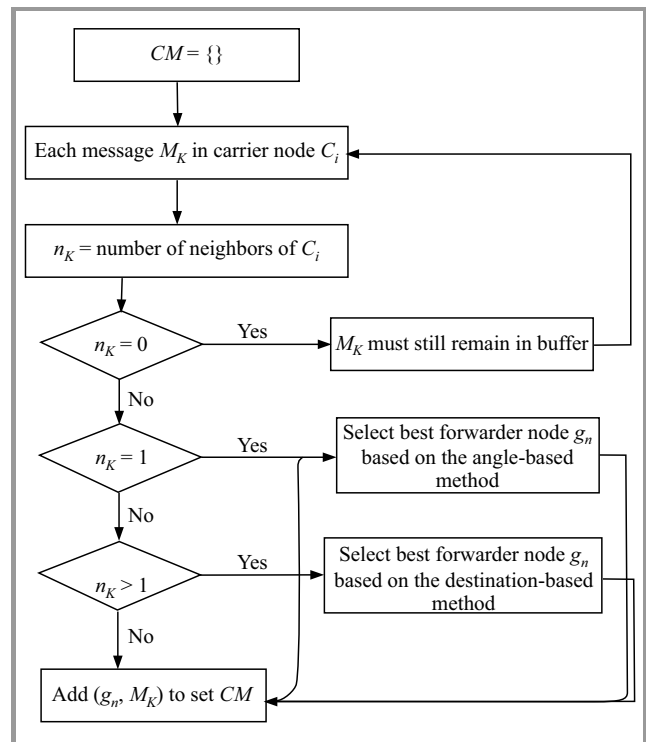 CM = {}
Each message M_K in carrier node C_i
n_K = number of neighbors of C_i
n_K = 0
Yes
M_K must still remain in buffer
No
n_K = 1
Yes
Select best forwarder node g_n
based on the angle-based
method
No
n_K > 1
Yes
Select best forwarder node g_n
based on the destination-based
method
No
Add (g_n, M_K) to set CM